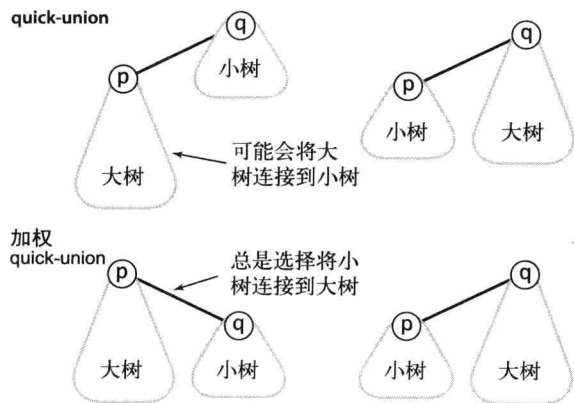 quick-union
q
小树
p
大树
可能会将大
树连接到小树
q
p
小树
大树
加权
quick-union
p
总是选择将小
树连接到大树
q
大树
小树
q
p
小树
大树